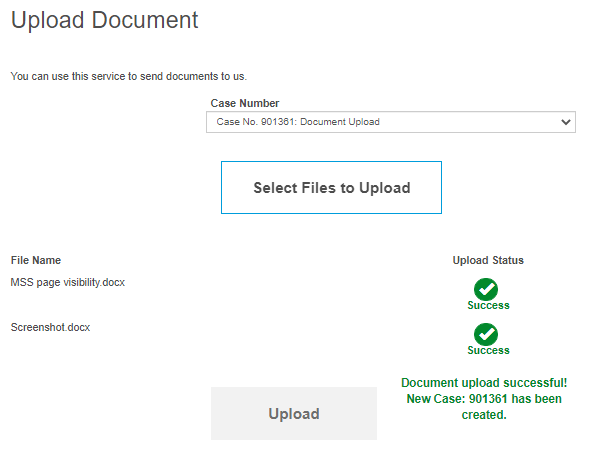 Upload Document
You can use this service to send documents to us.
Case Number
Case No. 901361: Document Upload
Select Files to Upload
File Name
Upload Status
MSS page visibility.docx
Success
Screenshot.docx
Success
Document upload successful!
New Case: 901361 has been
created.
Upload